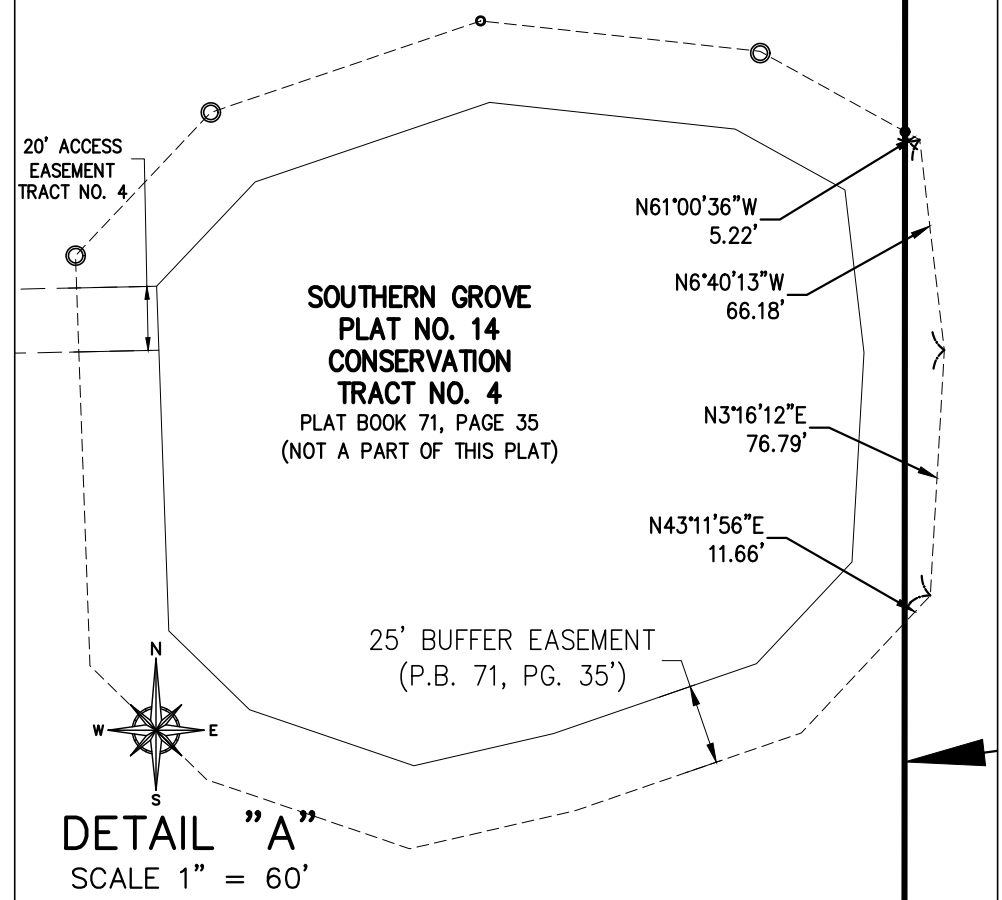 20' ACCESS
EASEMENT
TRACT NO. 4
N61°00'36"W
5.22'
N6°40'13"W
66.18'
SOUTHERN GROVE
PLAT NO. 14
CONSERVATION
TRACT NO. 4
PLAT BOOK 71, PAGE 35
(NOT A PART OF THIS PLAT)
N3°16'12"E
76.79'
N43°11'56"E
11.66'
25' BUFFER EASEMENT
(P.B. 71, PG. 35')
N
W E
S
DETAIL "A"
SCALE 1" = 60'